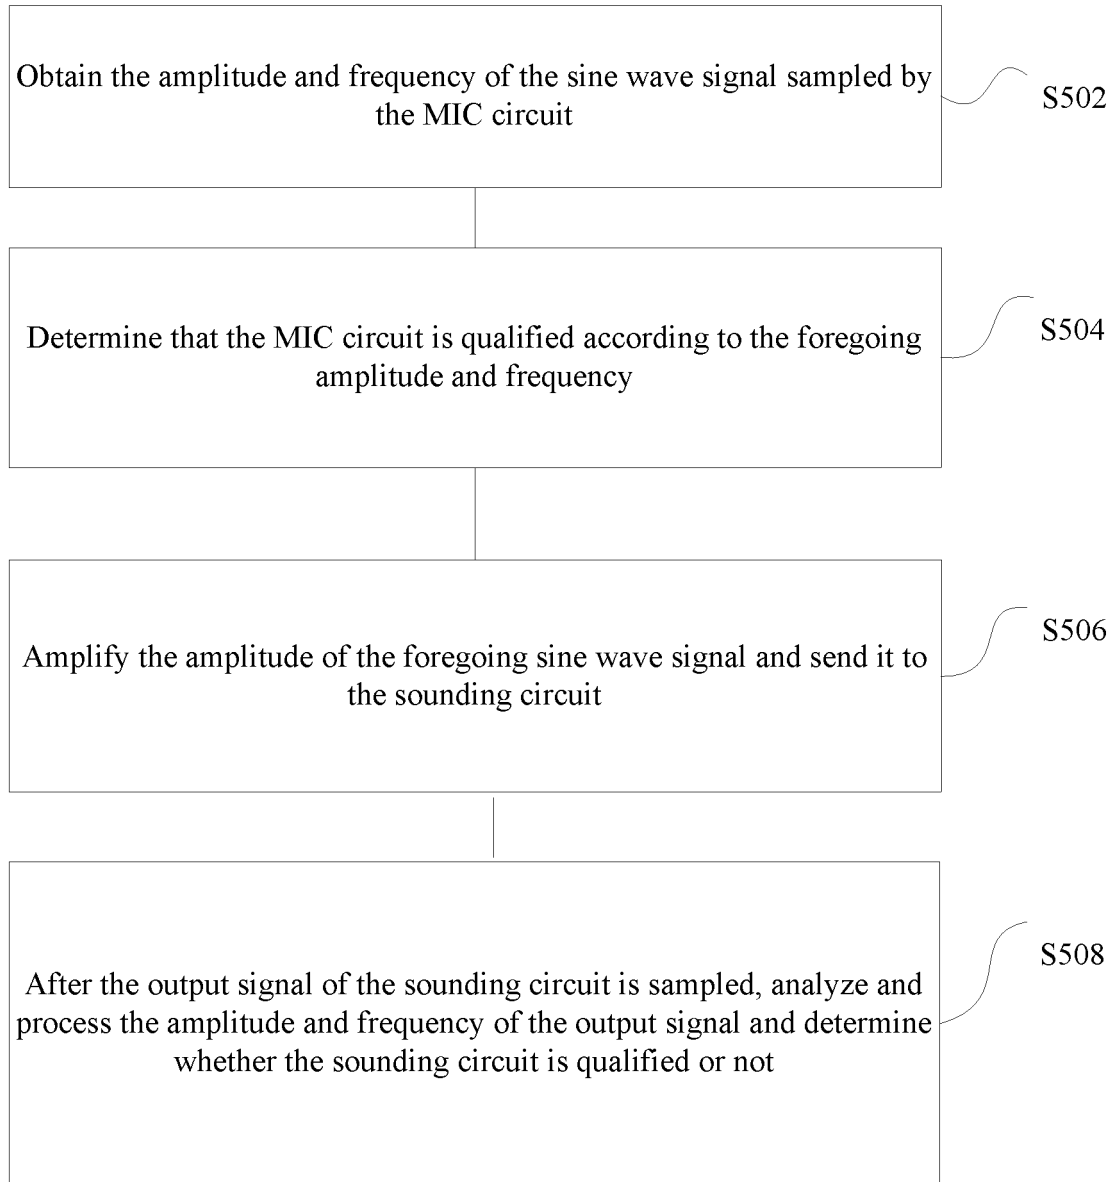 Obtain the amplitude and frequency of the sine wave signal sampled by
the MIC circuit
S502
Determine that the MIC circuit is qualified according to the foregoing
amplitude and frequency
S504
Amplify the amplitude of the foregoing sine wave signal and send it to
the sounding circuit
S506
After the output signal of the sounding circuit is sampled, analyze and
process the amplitude and frequency of the output signal and determine
whether the sounding circuit is qualified or not
S508